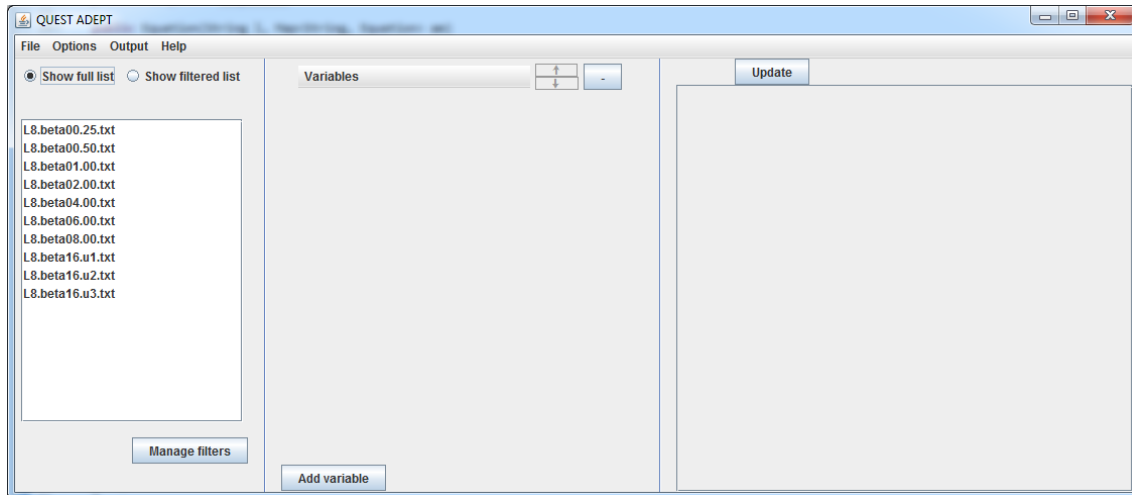 QUEST ADEPT
File Options Output Help
Show full list Show filtered list
Variables
-
Update
L8.beta00.25.txt
L8.beta00.50.txt
L8.beta01.00.txt
L8.beta02.00.txt
L8.beta04.00.txt
L8.beta06.00.txt
L8.beta08.00.txt
L8.beta16.u1.txt
L8.beta16.u2.txt
L8.beta16.u3.txt
Manage filters
Add variable